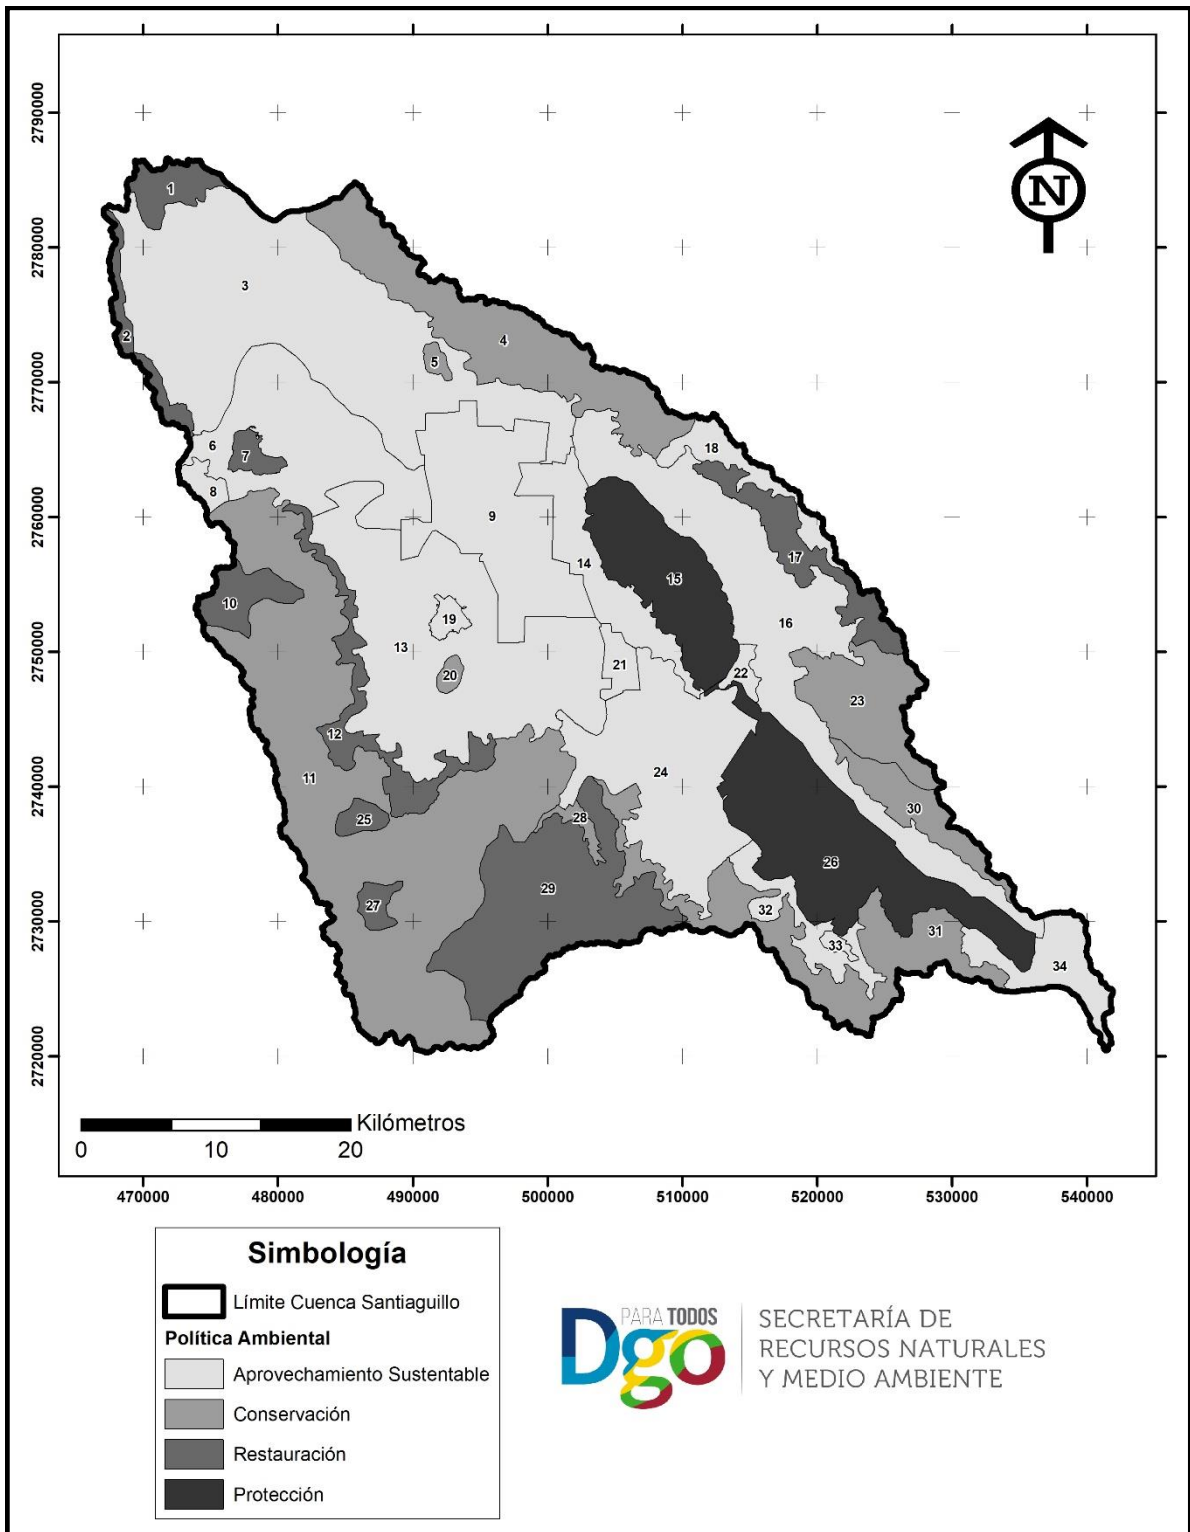 2790000
2780000
2770000
2760000
2750000
2740000
2730000
2720000
N
1
2
3
4
5
6
7
8
9
10
11
12
13
14
15
16
17
18
19
20
21
22
23
24
25
26
27
28
29
30
31
32
33
34
Kilómetros
0 10 20
470000 480000 490000 500000 510000 520000 530000 540000
Simbología
Límite Cuenca Santiaguillo
Política Ambiental
Aprovechamiento Sustentable
Conservación
Restauración
Protección
PARA TODOS
Dgo
SECRETARÍA DE
RECURSOS NATURALES
Y MEDIO AMBIENTE